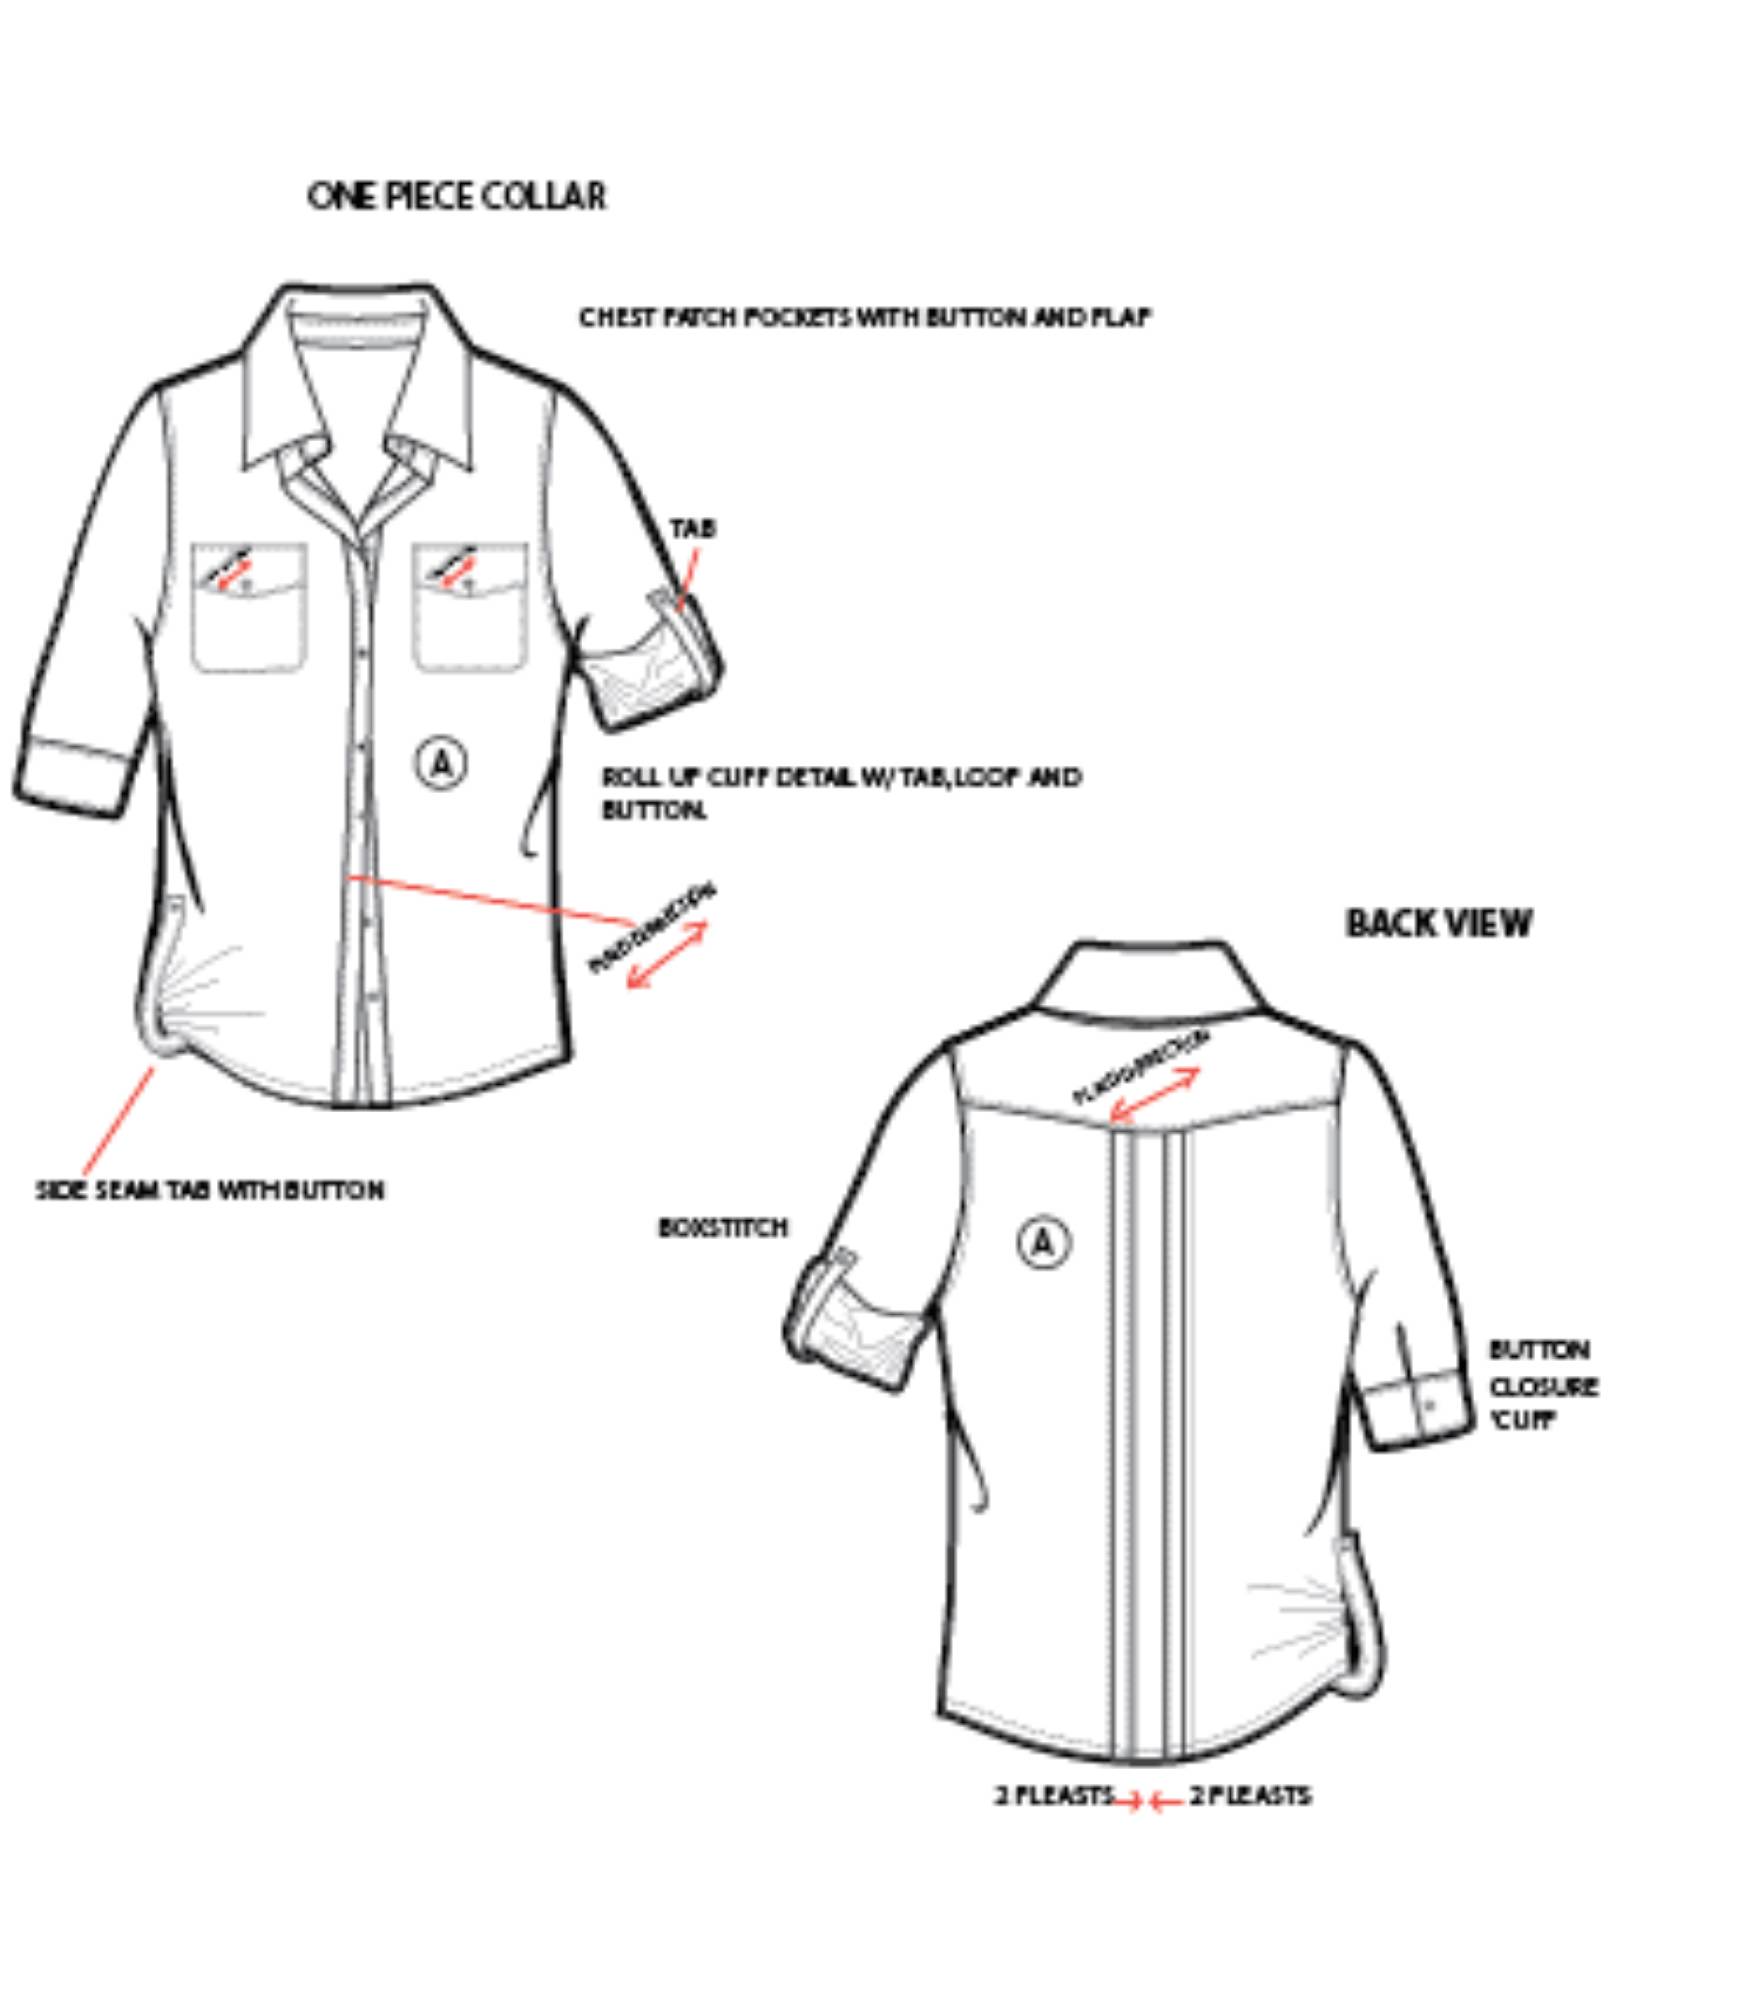 ONE PIECE COLLAR
CHEST PATCH POCKETS WITH BUTTON AND FLAP
TAB
A
ROLL UP CUFF DETAIL W/ TAB,LOOP AND
BUTTON.
PLAID DIRECTION
SIDE SEAM TAB WITH BUTTON
BACK VIEW
PLAID DIRECTION
BOXSTITCH
A
BUTTON
CLOSURE
'CUFF
2 PLEASTS
2 PLEASTS